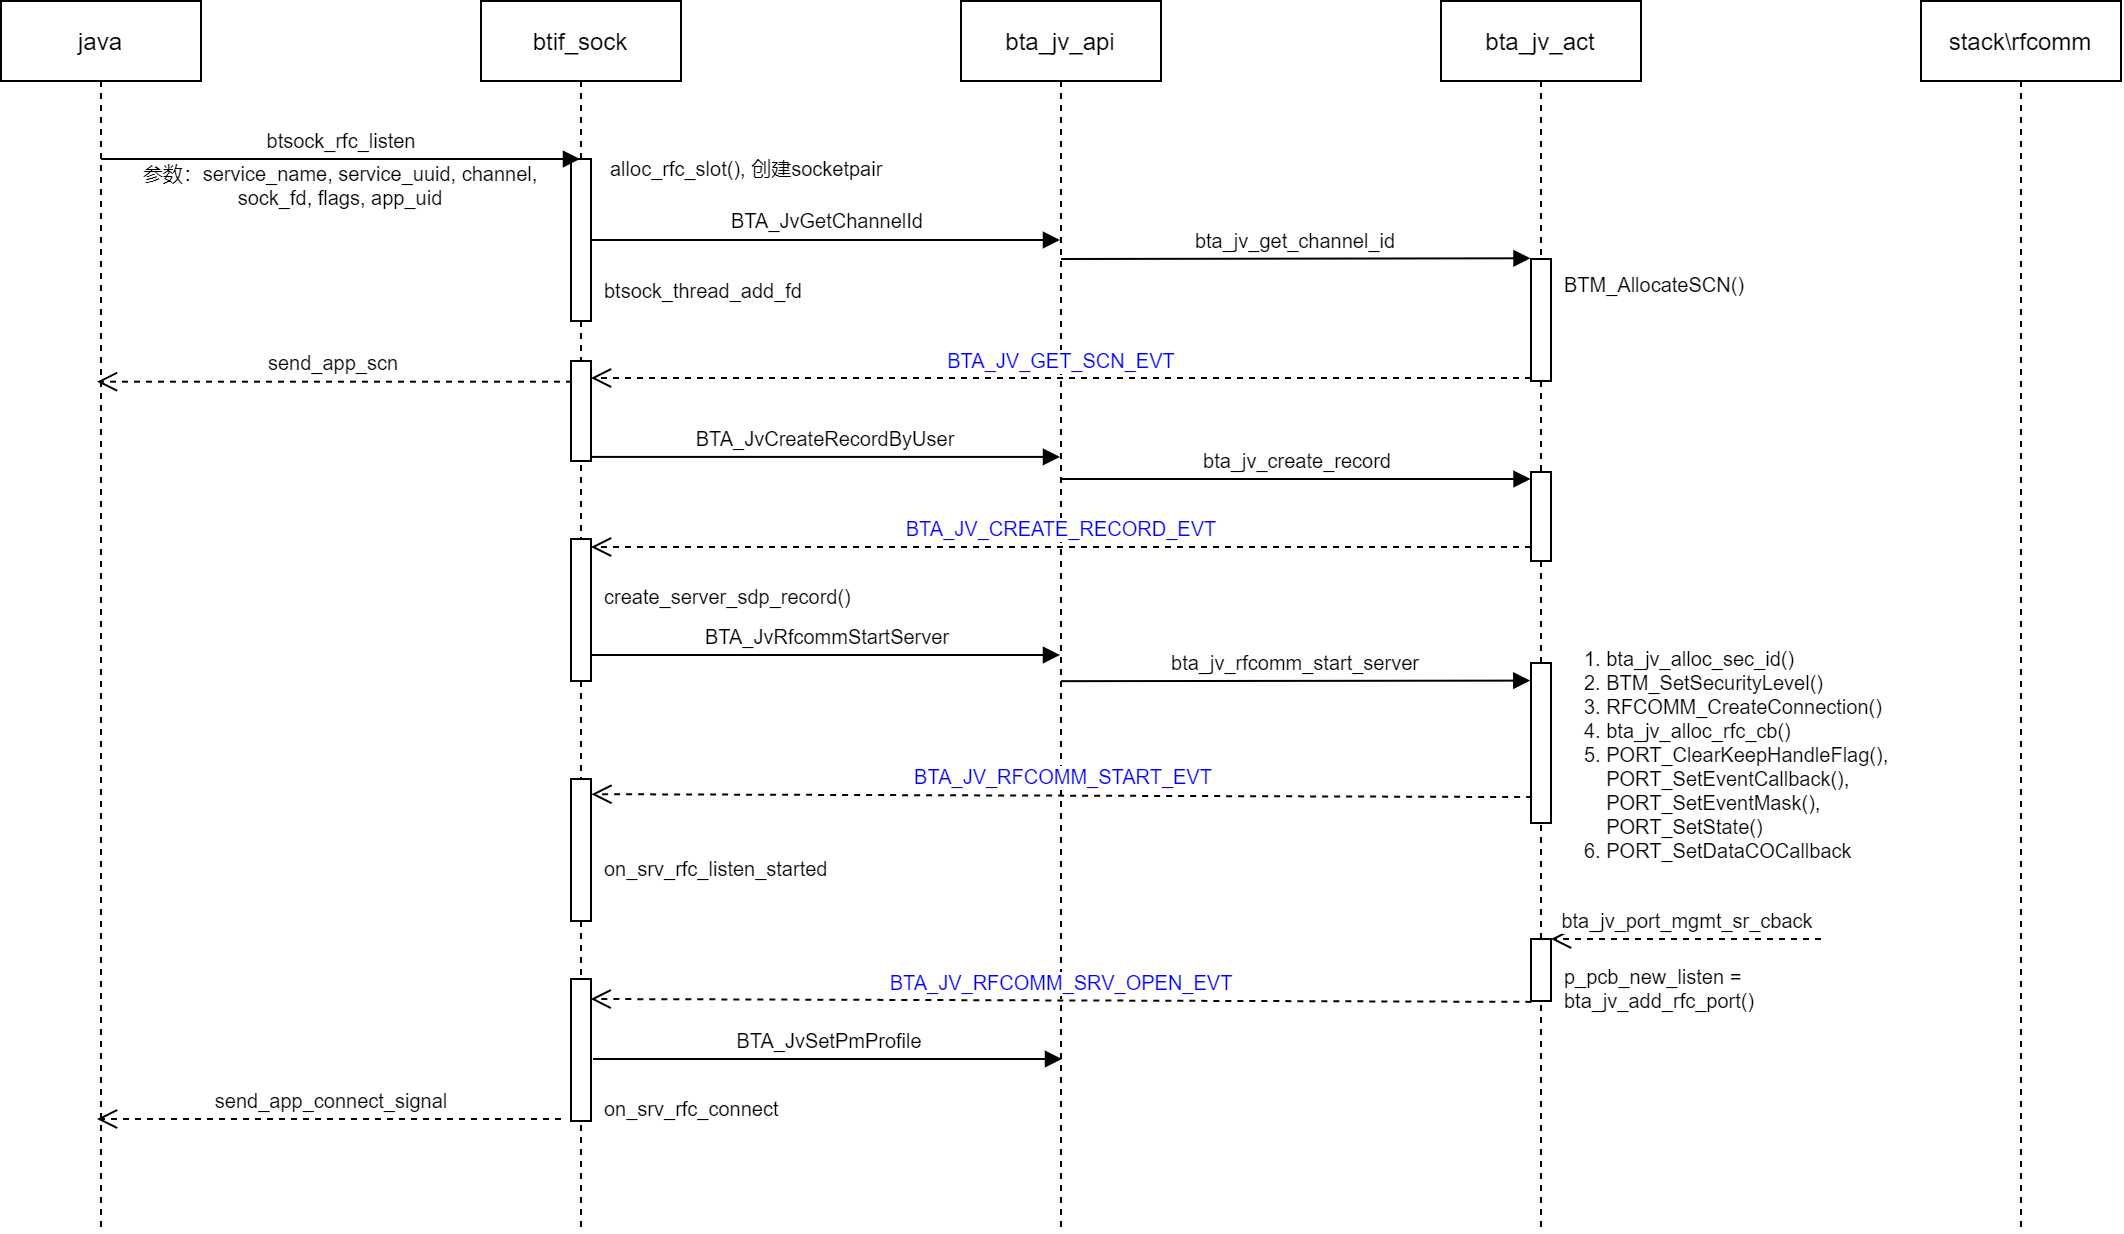 java
btif_sock
bta_jv_api
bta_jv_act
stack\rfcomm
btsock_rfc_listen
参数：service_name, service_uuid, channel,
sock_fd, flags, app_uid
alloc_rfc_slot(), 创建socketpair
BTA_JvGetChannelId
bta_jv_get_channel_id
BTM_AllocateSCN()
btsock_thread_add_fd
send_app_scn
BTA_JV_GET_SCN_EVT
BTA_JvCreateRecordByUser
bta_jv_create_record
BTA_JV_CREATE_RECORD_EVT
create_server_sdp_record()
BTA_JvRfcommStartServer
bta_jv_rfcomm_start_server
1. bta_jv_alloc_sec_id()
2. BTM_SetSecurityLevel()
3. RFCOMM_CreateConnection()
4. bta_jv_alloc_rfc_cb()
5. PORT_ClearKeepHandleFlag(),
PORT_SetEventCallback(),
PORT_SetEventMask(),
PORT_SetState()
6. PORT_SetDataCOCallback
BTA_JV_RFCOMM_START_EVT
on_srv_rfc_listen_started
bta_jv_port_mgmt_sr_cback
p_pcb_new_listen =
bta_jv_add_rfc_port()
BTA_JV_RFCOMM_SRV_OPEN_EVT
BTA_JvSetPmProfile
send_app_connect_signal
on_srv_rfc_connect